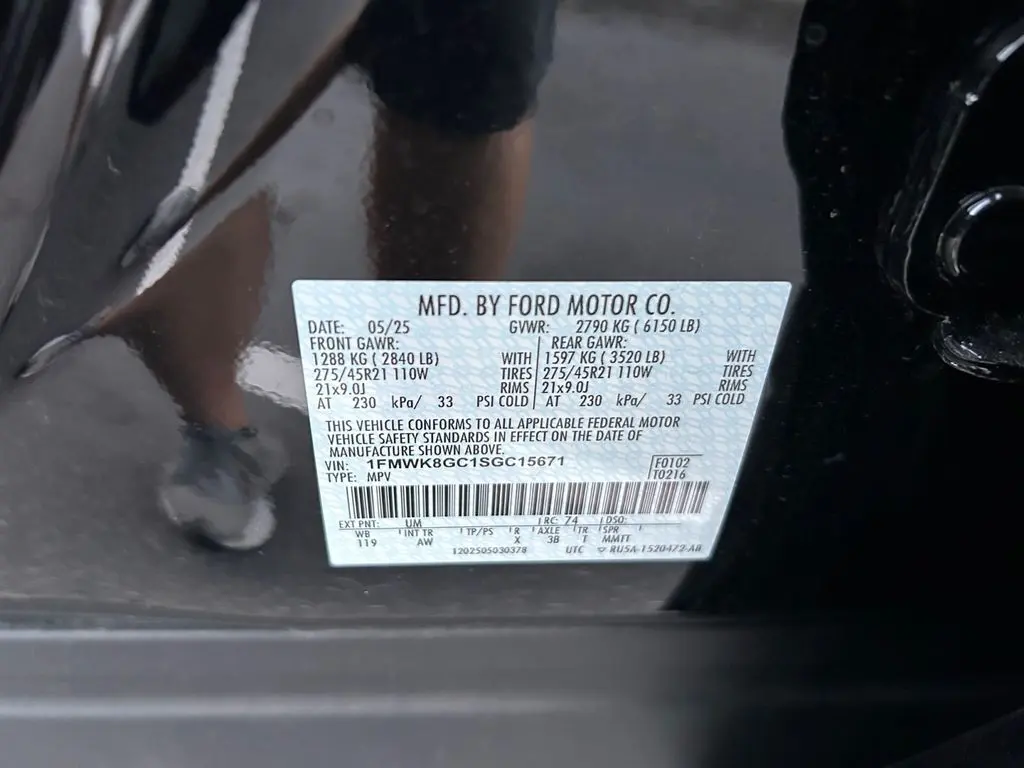 MFD. BY FORD MOTOR CO.
DATE: 05/25 GVWR: 2790 KG ( 6150 LB)
FRONT GAWR: REAR GAWR:
1288 KG ( 2840 LB) WITH 1597 KG ( 3520 LB) WITH
275/45R21 110W TIRES 275/45R21 110W TIRES
21x9.0J RIMS 21x9.0J RIMS
AT 230 kPa/ 33 PSI COLD AT 230 kPa/ 33 PSI COLD
THIS VEHICLE CONFORMS TO ALL APPLICABLE FEDERAL MOTOR
VEHICLE SAFETY STANDARDS IN EFFECT ON THE DATE OF
MANUFACTURE SHOWN ABOVE.
VIN: 1FMWK8GC1SGC15671 F0102
TYPE: MPV T0216
EXT PNT: UM RC: 74 DSO:
WB INT TR TP/PS R AXLE TR SPR
119 AW X 3B T MMTT
1202505030378 UTC ▽ RU5A-1520472-AB